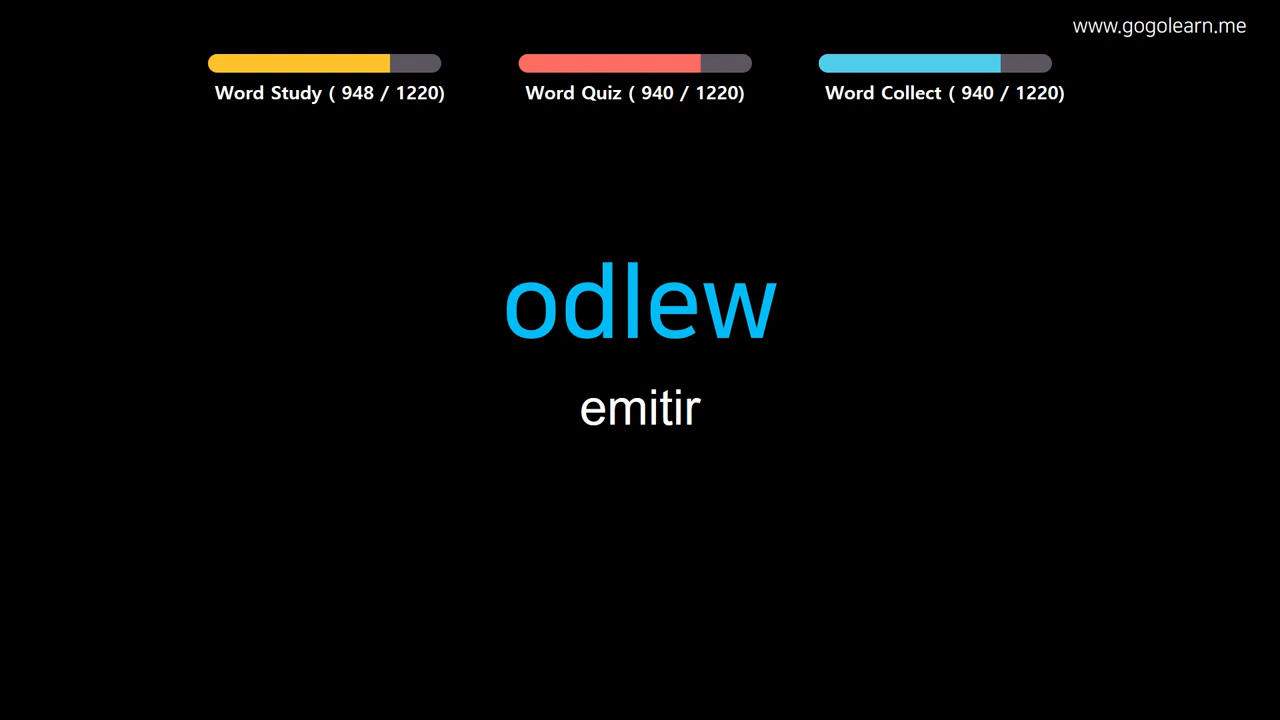 www.gogolearn.me
Word Study ( 948 / 1220)
Word Quiz ( 940 / 1220)
Word Collect ( 940 / 1220)
odlew
emitir